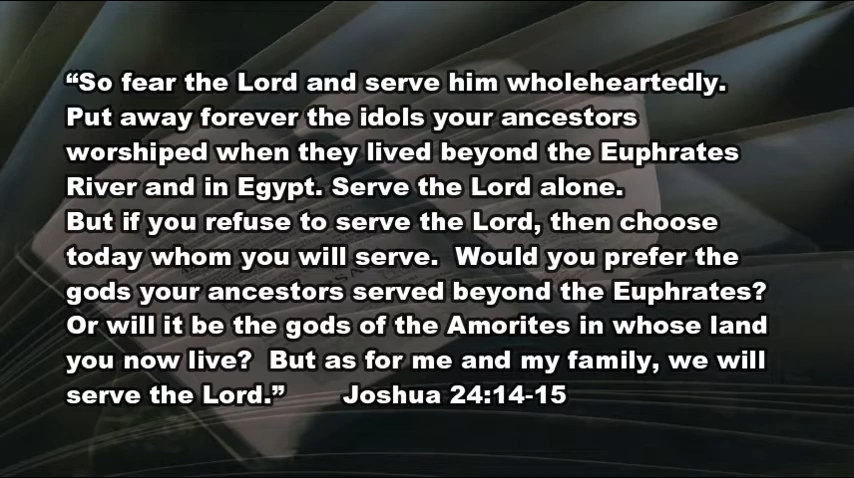 “So fear the Lord and serve him wholeheartedly.
Put away forever the idols your ancestors
worshiped when they lived beyond the Euphrates
River and in Egypt. Serve the Lord alone.
But if you refuse to serve the Lord, then choose
today whom you will serve.  Would you prefer the
gods your ancestors served beyond the Euphrates?
Or will it be the gods of the Amorites in whose land
you now live?  But as for me and my family, we will
serve the Lord.”        Joshua 24:14-15